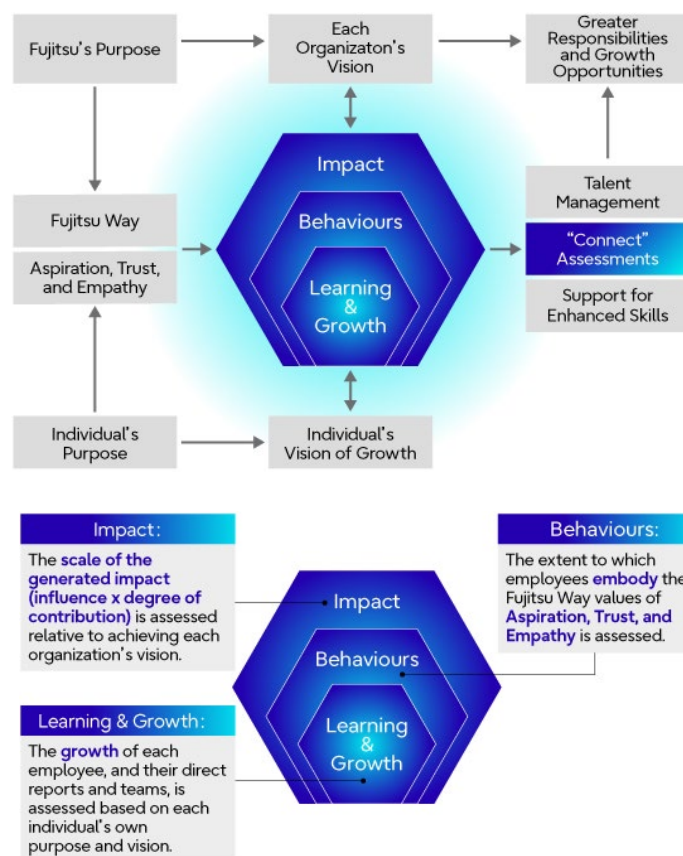 Fujitsu's Purpose
Each
Organizaton's
Vision
Greater
Responsibilities
and Growth
Opportunities
Impact
Behaviours
Learning
&
Growth
Fujitsu Way
Aspiration, Trust,
and Empathy
Talent
Management
"Connect"
Assessments
Support for
Enhanced Skills
Individual's
Purpose
Individual's
Vision of Growth
Impact:
The scale of the
generated impact
(influence x degree of
contribution) is assessed
relative to achieving each
organization's vision.
Behaviours:
The extent to which
employees embody the
Fujitsu Way values of
Aspiration, Trust, and
Empathy is assessed.
Impact
Behaviours
Learning
&
Growth
Learning & Growth:
The growth of each
employee, and their direct
reports and teams, is
assessed based on each
individual's own
purpose and vision.